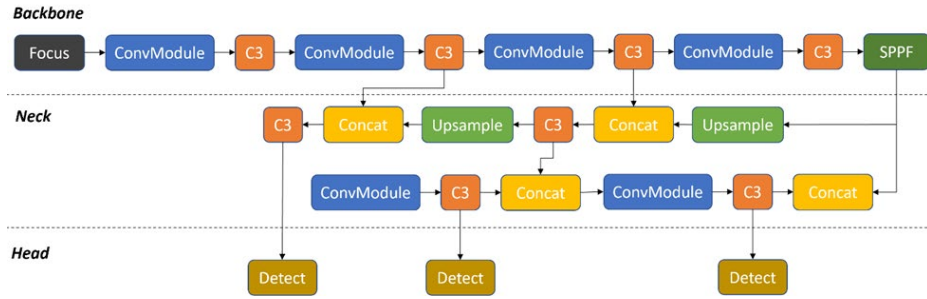 Backbone
Focus ConvModule C3 ConvModule C3 ConvModule C3 ConvModule C3 SPPF
Neck
C3 Concat Upsample C3 Concat Upsample
ConvModule C3 Concat ConvModule C3 Concat
Head
Detect Detect Detect